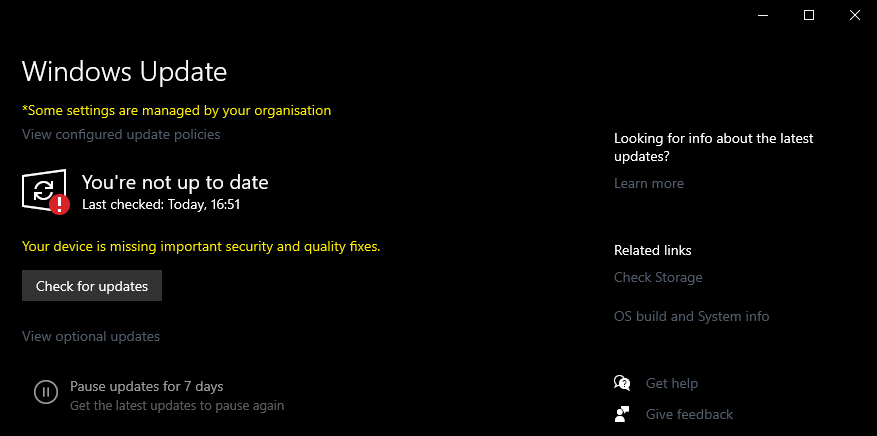 Windows Update
*Some settings are managed by your organisation
View configured update policies
You're not up to date
Last checked: Today, 16:51
Your device is missing important security and quality fixes.
Check for updates
View optional updates
Pause updates for 7 days
Get the latest updates to pause again
Looking for info about the latest
updates?
Learn more
Related links
Check Storage
OS build and System info
Get help
Give feedback